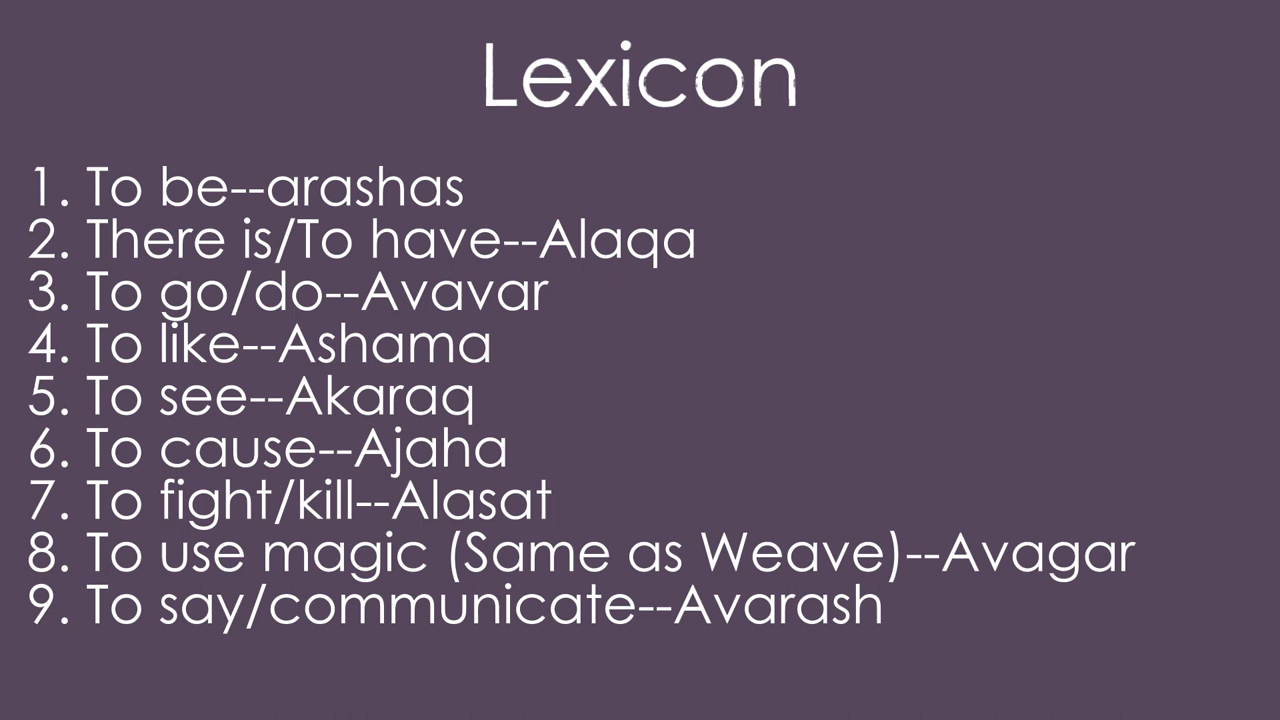 Lexicon
1. To be--arashas
2. There is/To have--Alaqa
3. To go/do--Avavar
4. To like--Ashama
5. To see--Akaraq
6. To cause--Ajaha
7. To fight/kill--Alasat
8. To use magic (Same as Weave)--Avagar
9. To say/communicate--Avarash